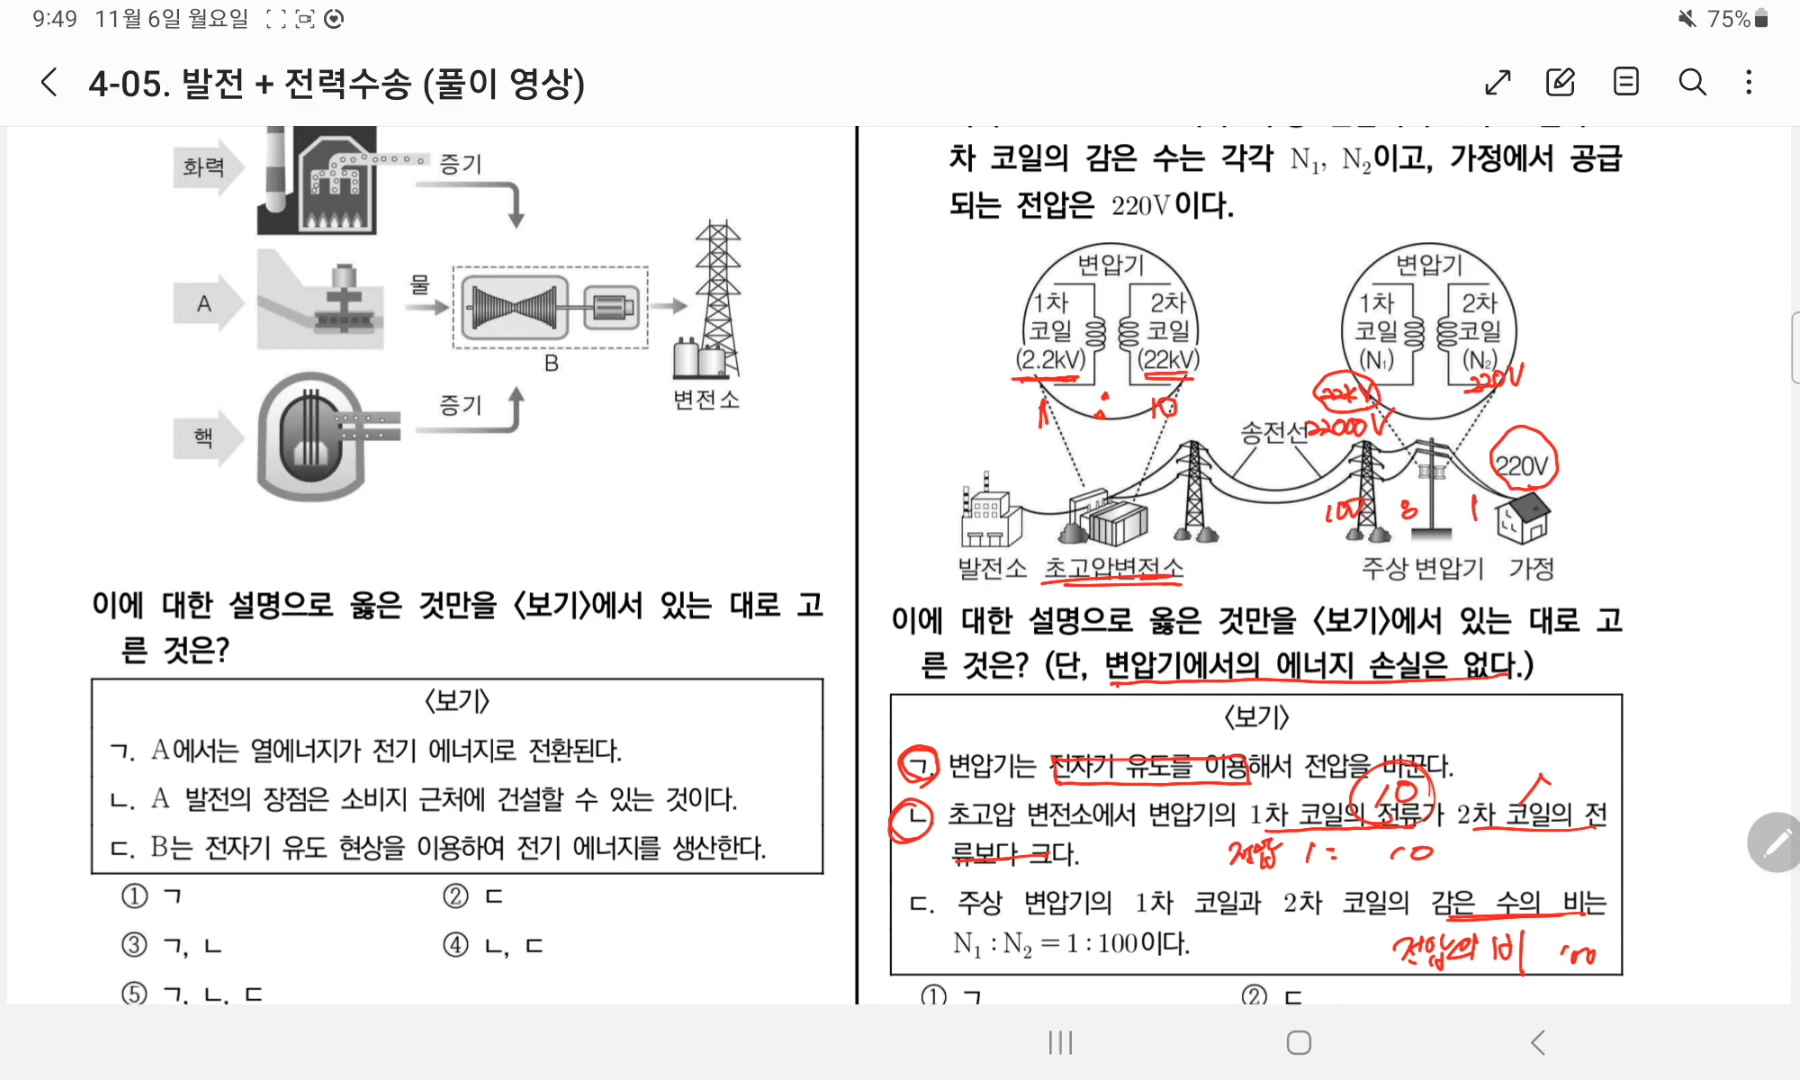 9:49 11월 6일 월요일
75%
4-05. 발전 + 전력수송 (풀이 영상)
화력
증기
A
물
B
변전소
핵
증기
이에 대한 설명으로 옳은 것만을 〈보기〉에서 있는 대로 고
른 것은?
〈보기〉
ㄱ. A에서는 열에너지가 전기 에너지로 전환된다.
ㄴ. A 발전의 장점은 소비지 근처에 건설할 수 있는 것이다.
ㄷ. B는 전자기 유도 현상을 이용하여 전기 에너지를 생산한다.
① ㄱ ② ㄷ
③ ㄱ, ㄴ ④ ㄴ, ㄷ
⑤ ㄱ, ㄴ, ㄷ
차 코일의 감은 수는 각각 N₁, N₂이고, 가정에서 공급
되는 전압은 220V이다.
변압기
1차 2차
코일 코일
(2.2kV) (22kV)
1 : 10
변압기
1차 2차
코일 코일
(N₁) (N₂)
22kV 220V
22000V
송전선
220V
100 : 1
발전소 초고압변전소 주상 변압기 가정
이에 대한 설명으로 옳은 것만을 〈보기〉에서 있는 대로 고
른 것은? (단, 변압기에서의 에너지 손실은 없다.)
〈보기〉
ㄱ. 변압기는 전자기 유도를 이용해서 전압을 바꾼다.
10 1
ㄴ. 초고압 변전소에서 변압기의 1차 코일의 전류가 2차 코일의 전
류보다 크다.
전압 1 : 10
ㄷ. 주상 변압기의 1차 코일과 2차 코일의 감은 수의 비는
N₁ : N₂ = 1 : 100이다.
전압의 비
① ㄱ ② ㄷ